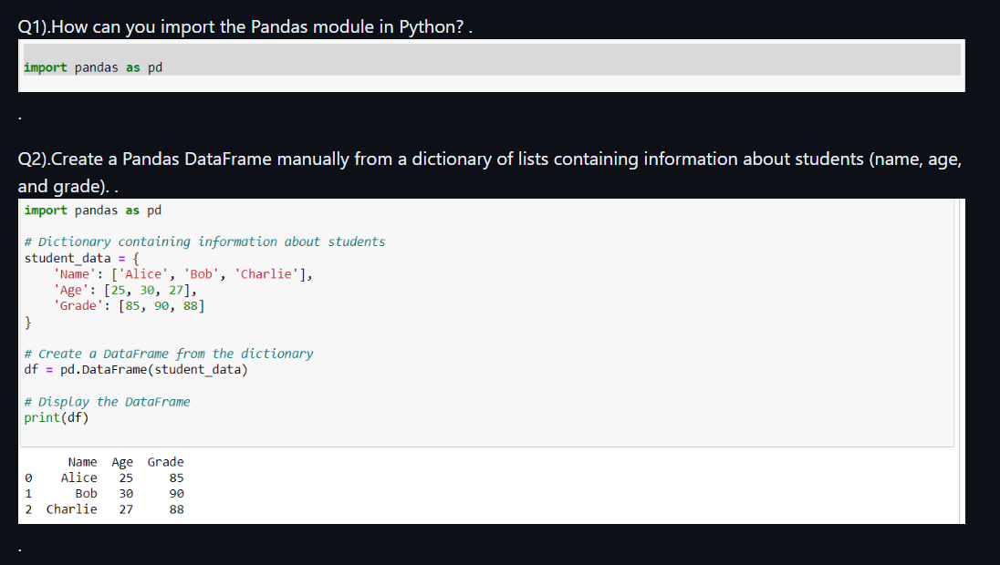 Q1).How can you import the Pandas module in Python? .
import pandas as pd
.
Q2).Create a Pandas DataFrame manually from a dictionary of lists containing information about students (name, age,
and grade). .
import pandas as pd
# Dictionary containing information about students
student_data = {
    'Name': ['Alice', 'Bob', 'Charlie'],
    'Age': [25, 30, 27],
    'Grade': [85, 90, 88]
}
# Create a DataFrame from the dictionary
df = pd.DataFrame(student_data)
# Display the DataFrame
print(df)
      Name  Age  Grade
0    Alice   25     85
1      Bob   30     90
2  Charlie   27     88
.